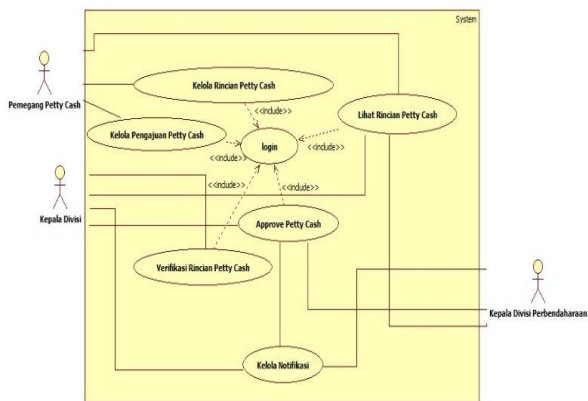 System
Kelola Rincian Petty Cash
<<include>>
Pemegang Petty Cash
Lihat Rincian Petty Cash
Kelola Pengajuan Petty Cash
login
<<include>>
<<include>>
<<include>>
<<include>>
Kepala Divisi
Approve Petty Cash
Verifikasi Rincian Petty Cash
Kepala Divisi Perbendaharaan
Kelola Notifikasi